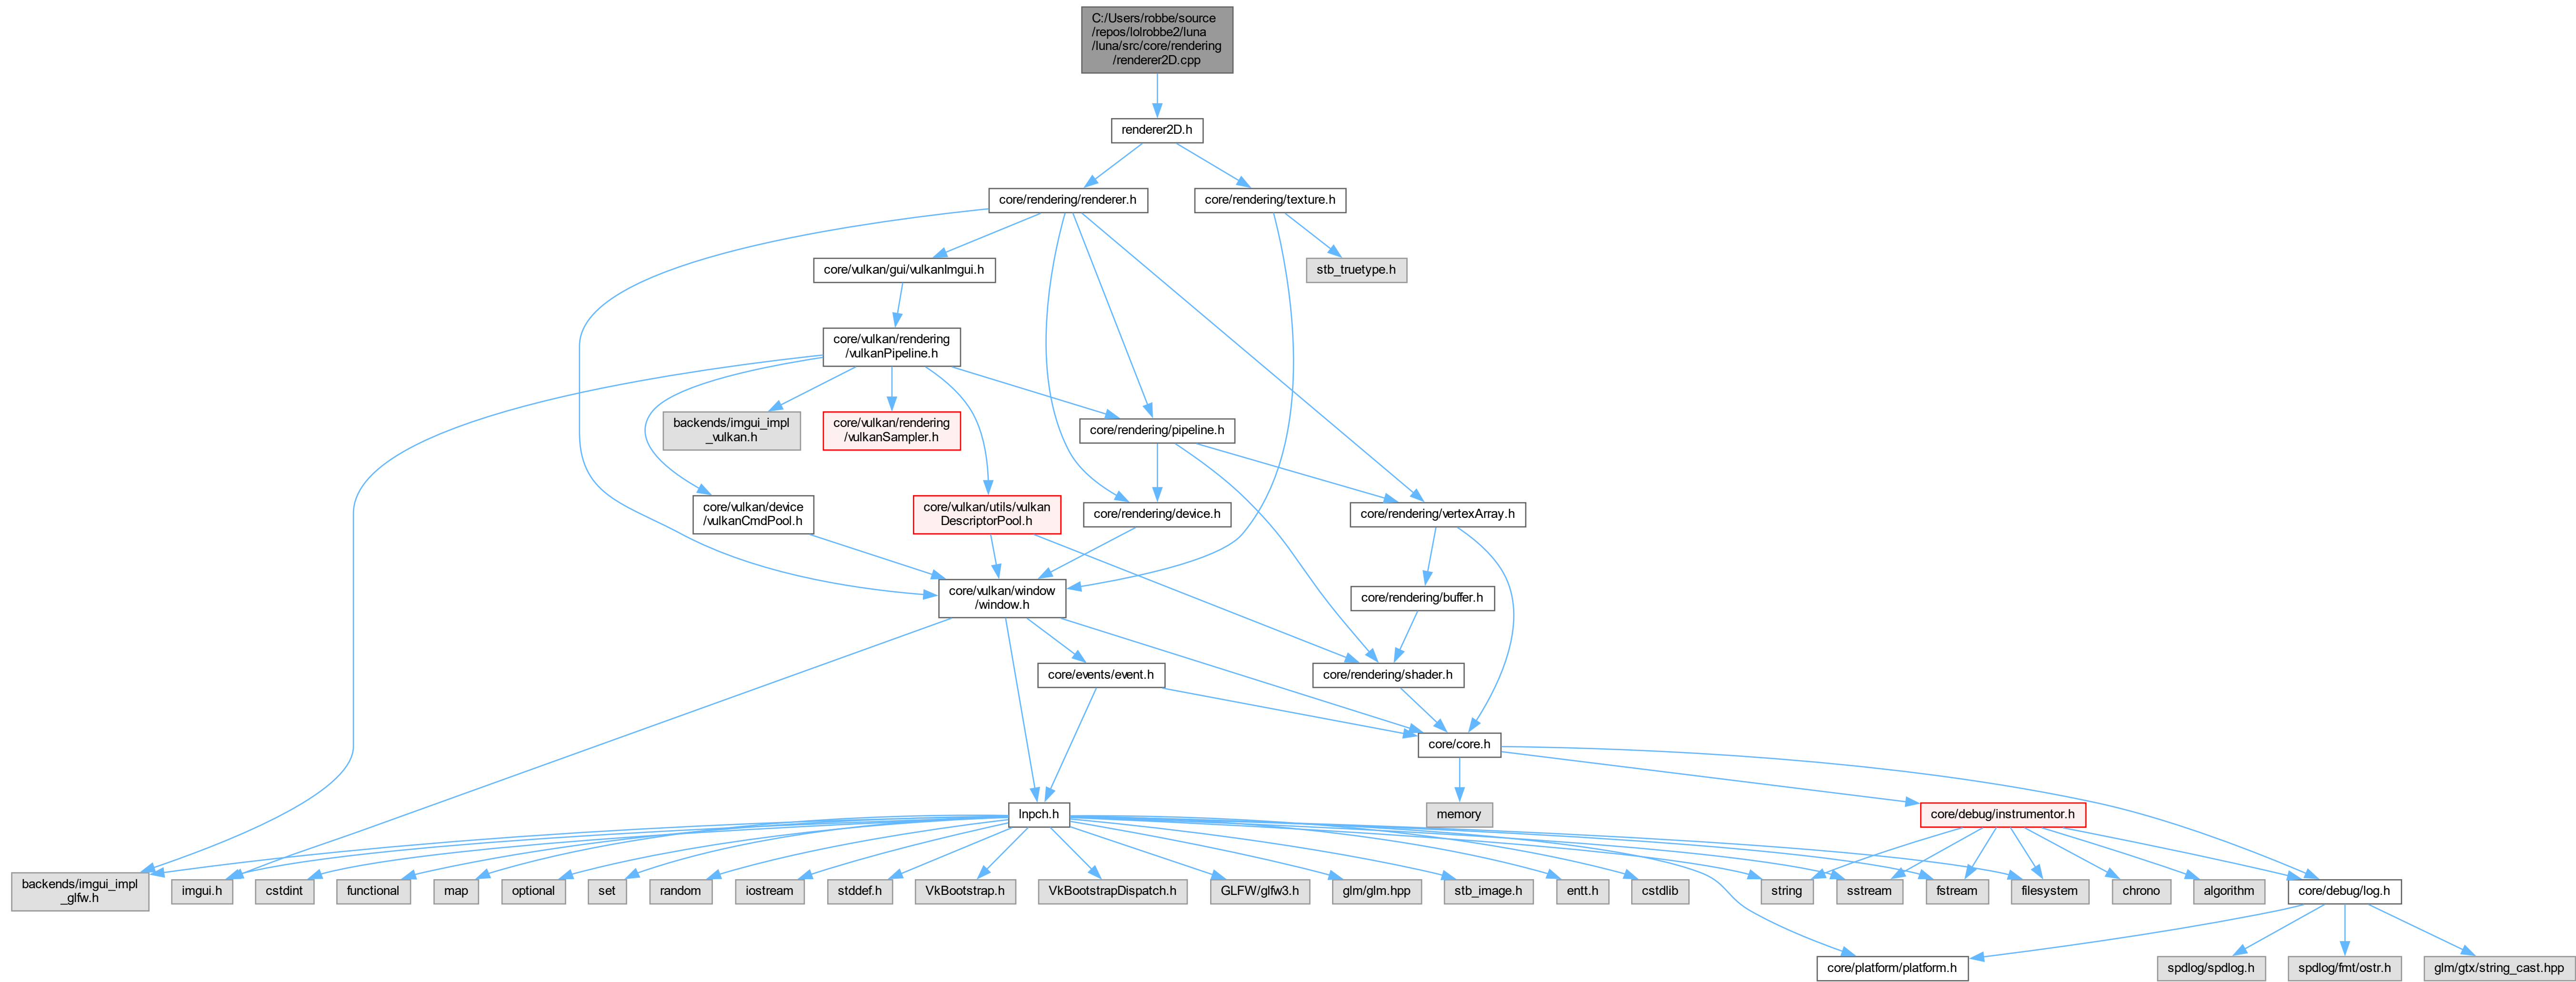 C:/Users/robbe/source
/repos/lolrobbe2/luna
/luna/src/core/rendering
/renderer2D.cpp
renderer2D.h
core/rendering/renderer.h
core/rendering/texture.h
core/vulkan/gui/vulkanImgui.h
stb_truetype.h
core/vulkan/rendering
/vulkanPipeline.h
backends/imgui_impl
_vulkan.h
core/vulkan/rendering
/vulkanSampler.h
core/rendering/pipeline.h
core/vulkan/device
/vulkanCmdPool.h
core/vulkan/utils/vulkan
DescriptorPool.h
core/rendering/device.h
core/rendering/vertexArray.h
core/vulkan/window
/window.h
core/rendering/buffer.h
core/events/event.h
core/rendering/shader.h
core/core.h
lnpch.h
memory
core/debug/instrumentor.h
backends/imgui_impl
_glfw.h
imgui.h
cstdint
functional
map
optional
set
random
iostream
stddef.h
VkBootstrap.h
VkBootstrapDispatch.h
GLFW/glfw3.h
glm/glm.hpp
stb_image.h
entt.h
cstdlib
string
sstream
fstream
filesystem
chrono
algorithm
core/debug/log.h
core/platform/platform.h
spdlog/spdlog.h
spdlog/fmt/ostr.h
glm/gtx/string_cast.hpp